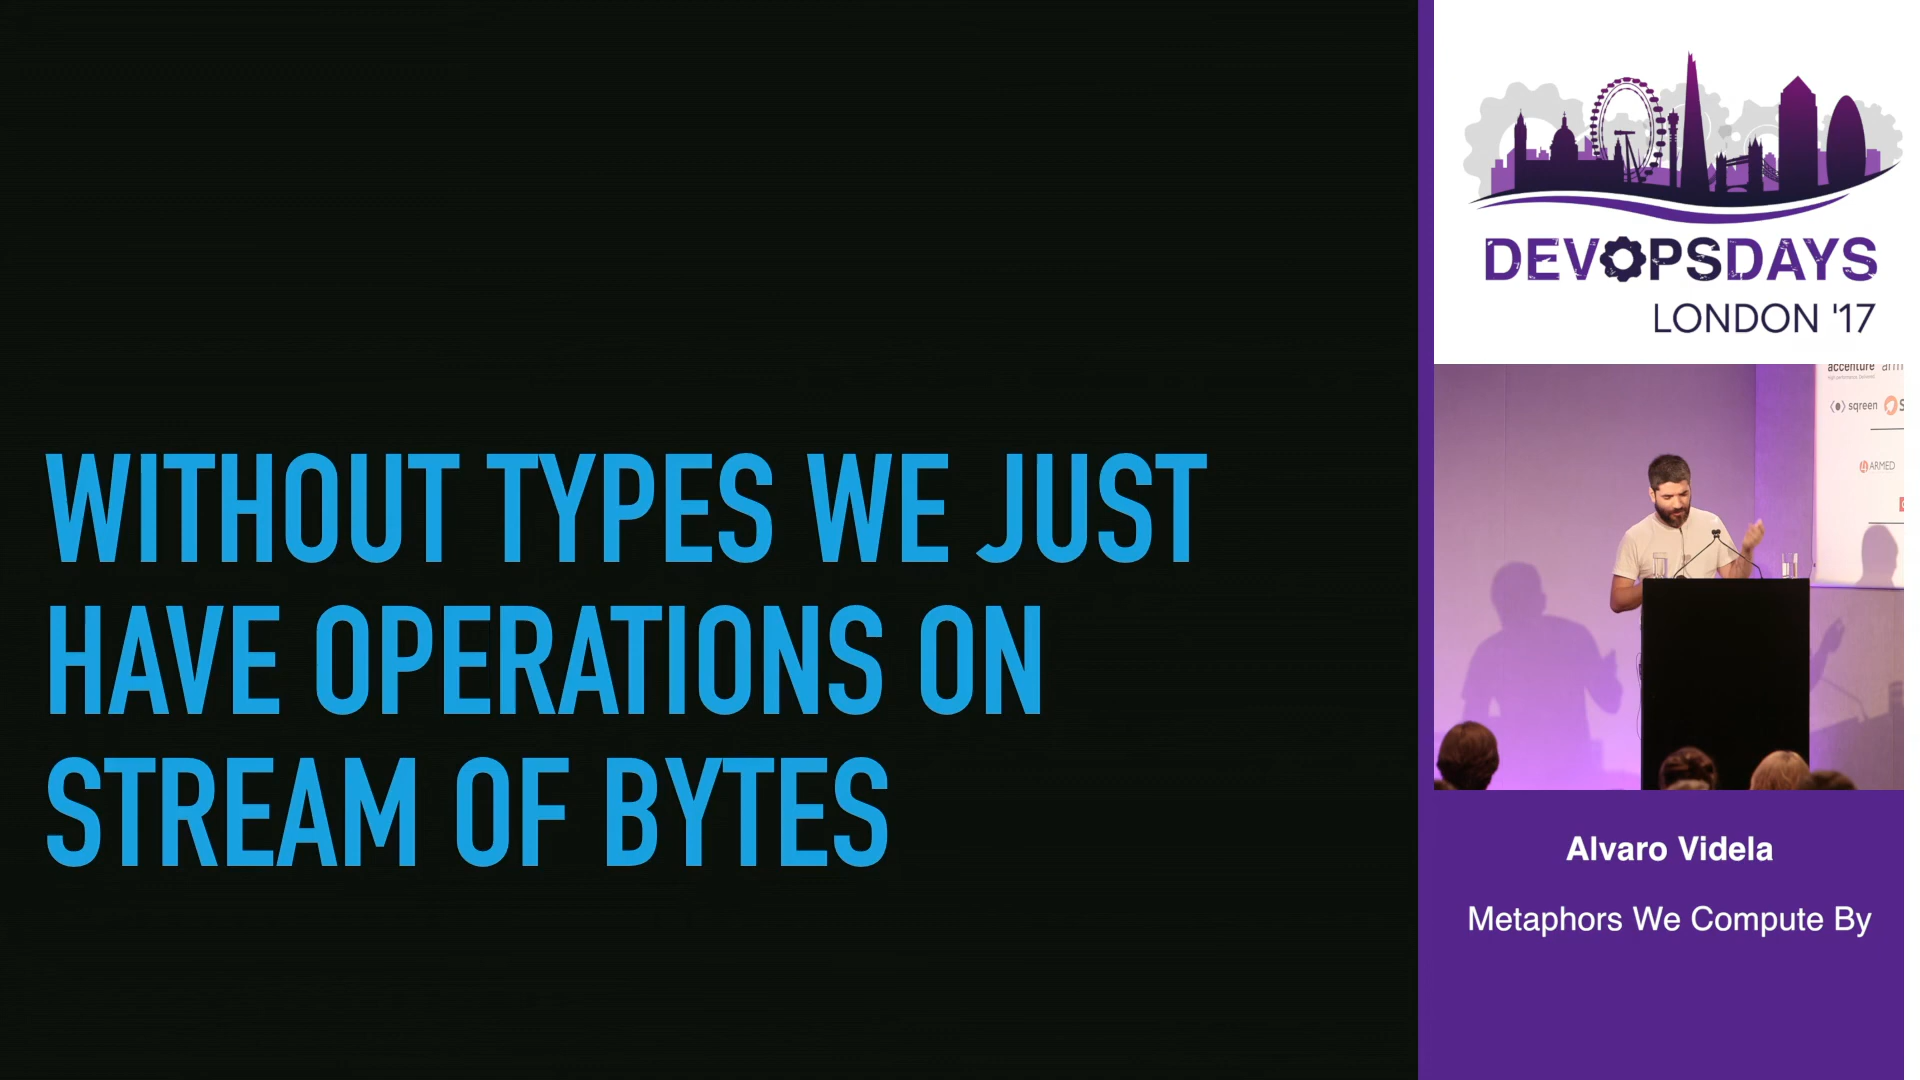 WITHOUT TYPES WE JUST
HAVE OPERATIONS ON
STREAM OF BYTES
DEVOPSDAYS
LONDON '17
accenture
sqreen
ARMED
Alvaro Videla
Metaphors We Compute By